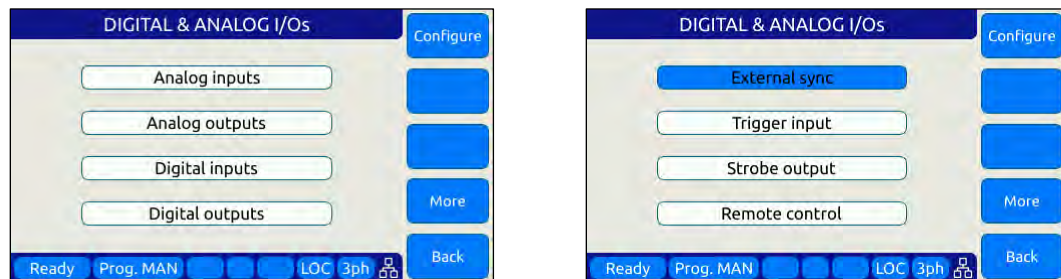 DIGITAL & ANALOG I/Os
Configure
Analog inputs
Analog outputs
Digital inputs
Digital outputs
More
Back
Ready Prog. MAN LOC 3ph
DIGITAL & ANALOG I/Os
Configure
External sync
Trigger input
Strobe output
Remote control
More
Back
Ready Prog. MAN LOC 3ph